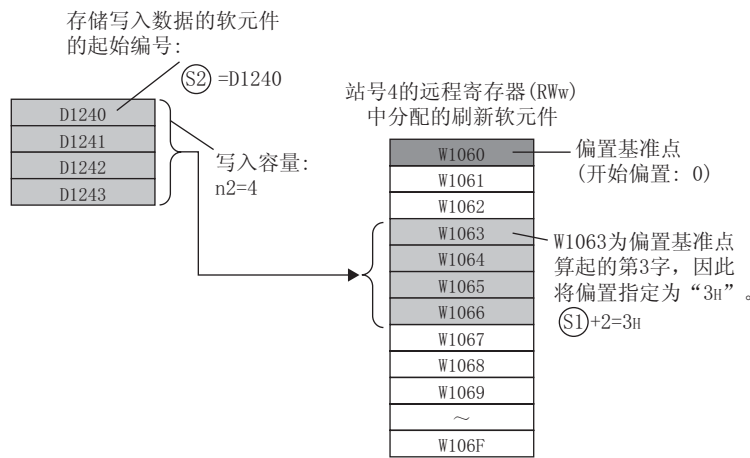 存储写入数据的软元件
的起始编号:
S2 =D1240
D1240
D1241
D1242
D1243
写入容量:
n2=4
站号4的远程寄存器(RWw)
中分配的刷新软元件
W1060
W1061
W1062
W1063
W1064
W1065
W1066
W1067
W1068
W1069
～
W106F
偏置基准点
(开始偏置: 0)
W1063为偏置基准点
算起的第3字，因此
将偏置指定为“3H”。
S1+2=3H